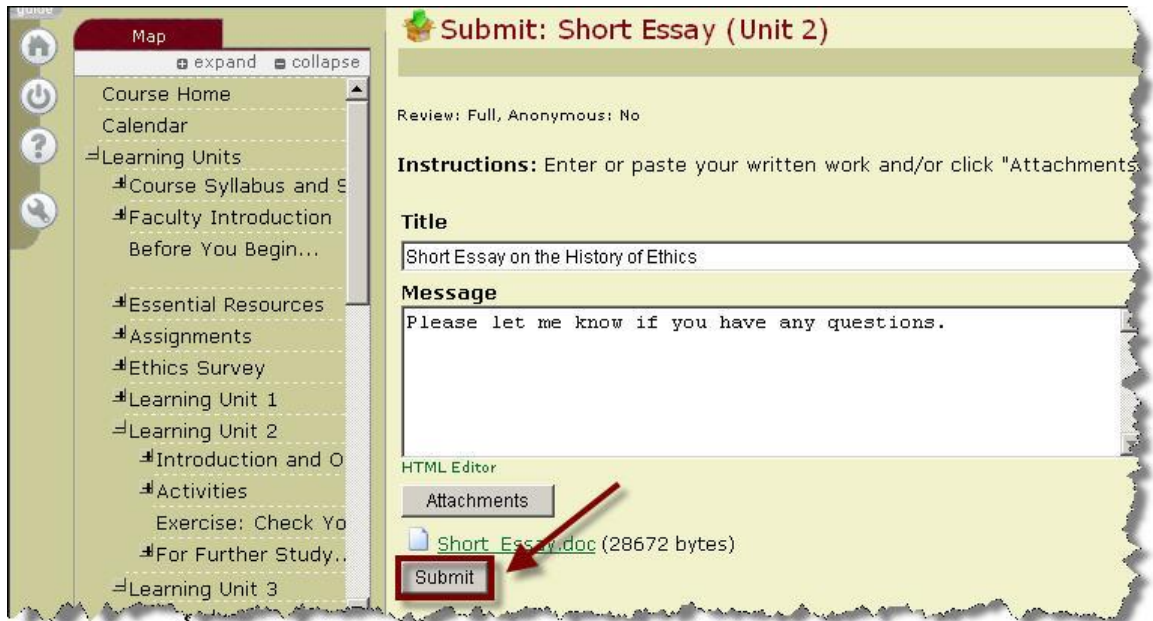 guide
Map
expand collapse
Course Home
Calendar
Learning Units
Course Syllabus and S
Faculty Introduction
Before You Begin...
Essential Resources
Assignments
Ethics Survey
Learning Unit 1
Learning Unit 2
Introduction and O
Activities
Exercise: Check Yo
For Further Study..
Learning Unit 3
Submit: Short Essay (Unit 2)
Review: Full, Anonymous: No
Instructions: Enter or paste your written work and/or click "Attachments
Title
Short Essay on the History of Ethics
Message
Please let me know if you have any questions.
HTML Editor
Attachments
Short_Essay.doc (28672 bytes)
Submit